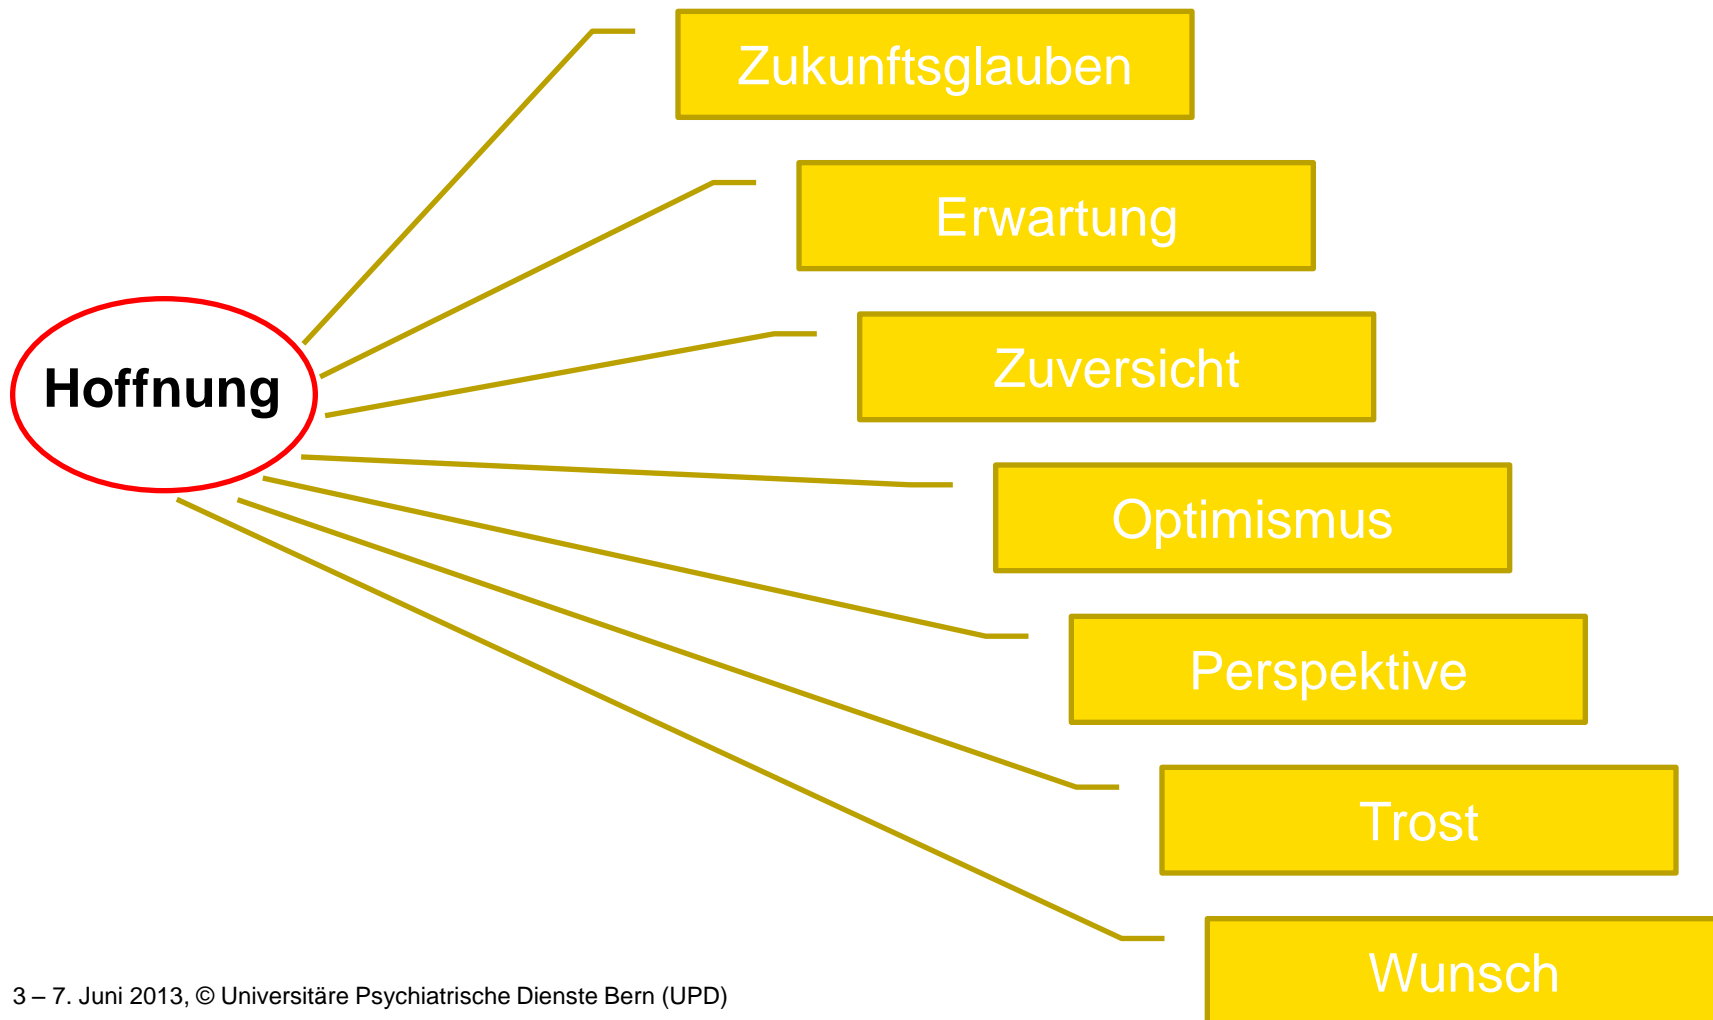 Zukunftsglauben
Erwartung
Zuversicht
Hoffnung
Optimismus
Perspektive
Trost
Wunsch
3 – 7. Juni 2013, © Universitäre Psychiatrische Dienste Bern (UPD)